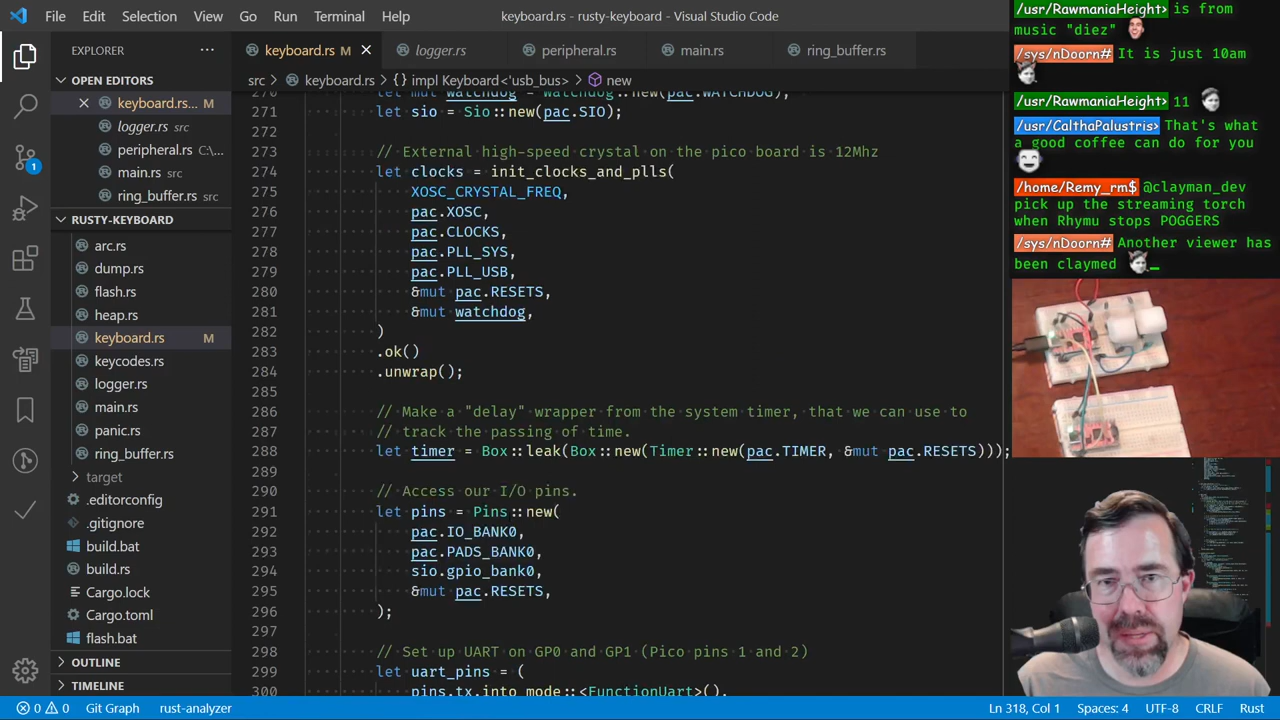 File Edit Selection View Go Run Terminal Help
keyboard.rs - rusty-keyboard - Visual Studio Code
EXPLORER
OPEN EDITORS
keyboard.rs... M
logger.rs src
peripheral.rs C:\...
main.rs src
ring_buffer.rs src
1
RUSTY-KEYBOARD
arc.rs
dump.rs
flash.rs
heap.rs
keyboard.rs M
keycodes.rs
logger.rs
main.rs
panic.rs
ring_buffer.rs
target
.editorconfig
.gitignore
build.bat
build.rs
Cargo.lock
Cargo.toml
flash.bat
OUTLINE
TIMELINE
keyboard.rs M logger.rs peripheral.rs main.rs ring_buffer.rs
src > keyboard.rs > {} impl Keyboard<'usb_bus> > new
270 let mut watchdog = Watchdog::new(pac.WATCHDOG);
271 let sio = Sio::new(pac.SIO);
272
273 // External high-speed crystal on the pico board is 12Mhz
274 let clocks = init_clocks_and_plls(
275 XOSC_CRYSTAL_FREQ,
276 pac.XOSC,
277 pac.CLOCKS,
278 pac.PLL_SYS,
279 pac.PLL_USB,
280 &mut pac.RESETS,
281 &mut watchdog,
282 )
283 .ok()
284 .unwrap();
285
286 // Make a "delay" wrapper from the system timer, that we can use to
287 // track the passing of time.
288 let timer = Box::leak(Box::new(Timer::new(pac.TIMER, &mut pac.RESETS)));
289
290 // Access our I/O pins.
291 let pins = Pins::new(
292 pac.IO_BANK0,
293 pac.PADS_BANK0,
294 sio.gpio_bank0,
295 &mut pac.RESETS,
296 );
297
298 // Set up UART on GP0 and GP1 (Pico pins 1 and 2)
299 let uart_pins = (
300 pins.tx.into_mode::<FunctionUart>(),
0 0 Git Graph rust-analyzer
Ln 318, Col 1 Spaces: 4 UTF-8 CRLF Rust
/usr/RawmaniaHeight> is from
music "diez"
/sys/nDoorn# It is just 10am
/usr/RawmaniaHeight> 11
/usr/CalthaPalustris> That's what
a good coffee can do for you
/home/Remy_rm$ @clayman_dev
pick up the streaming torch
when Rhymu stops POGGERS
/sys/nDoorn# Another viewer has
been claymed _